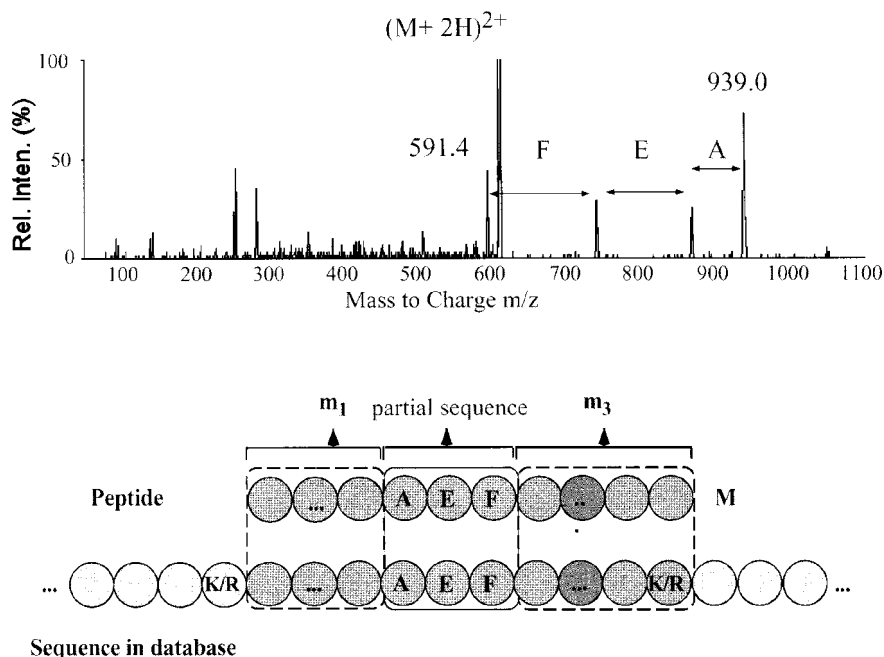 (M+ 2H)2+
100
939.0
591.4
F
E
A
50
Rel. Inten. (%)
0
100 200 300 400 500 600 700 800 900 1000 1100
Mass to Charge m/z
m1 partial sequence m3
Peptide ... A E F .. M
... K/R ... A E F ... K/R ...
Sequence in database